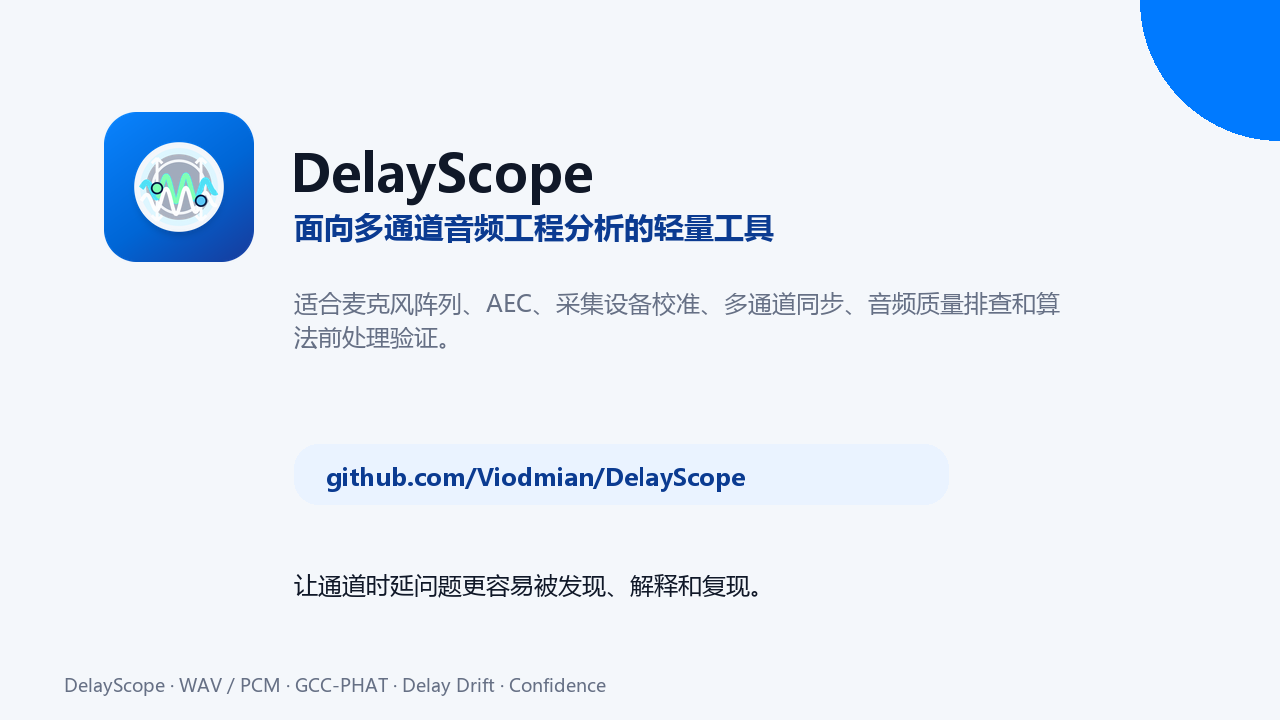 DelayScope
面向多通道音频工程分析的轻量工具
适合麦克风阵列、AEC、采集设备校准、多通道同步、音频质量排查和算
法前处理验证。
github.com/Viodmian/DelayScope
让通道时延问题更容易被发现、解释和复现。
DelayScope · WAV / PCM · GCC-PHAT · Delay Drift · Confidence